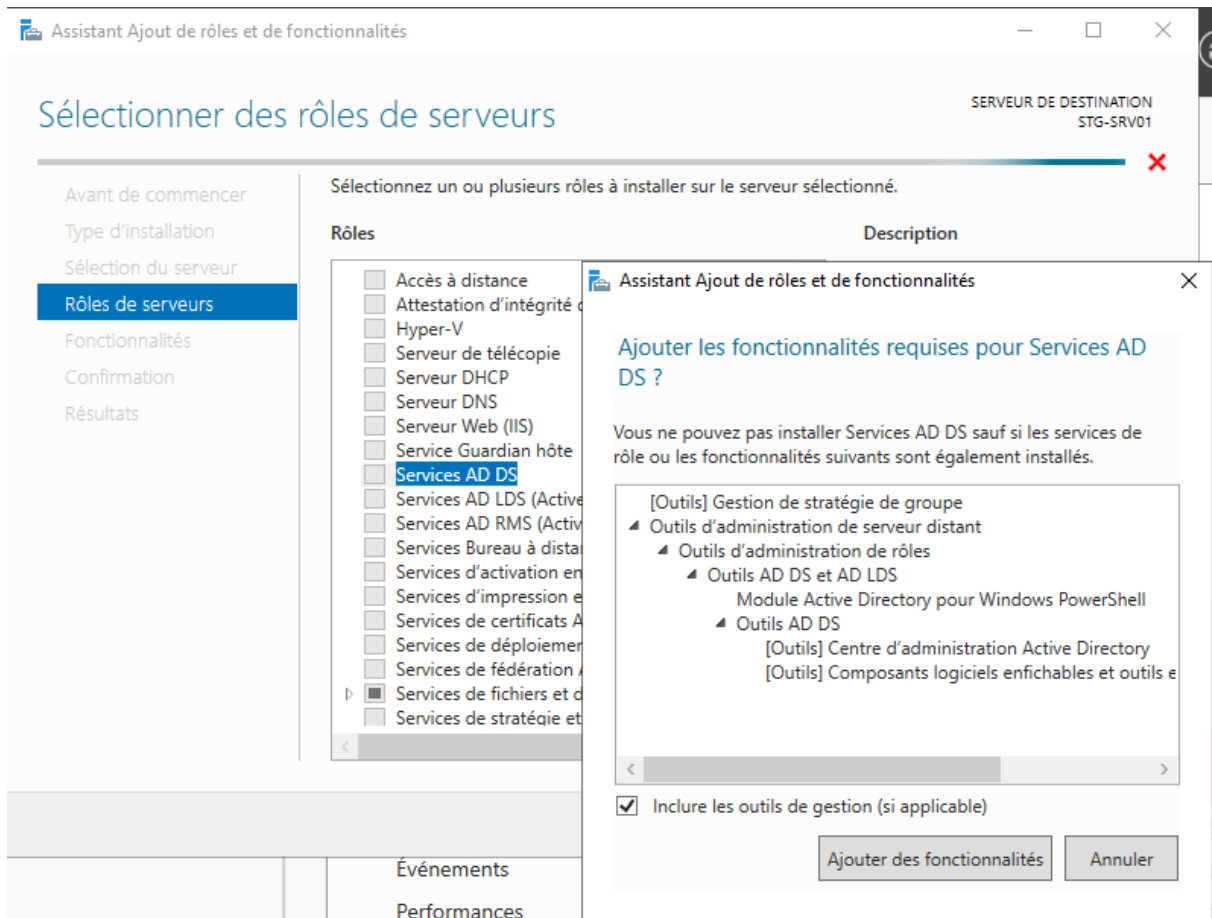 Assistant Ajout de rôles et de fonctionnalités
Sélectionner des rôles de serveurs
SERVEUR DE DESTINATION
STG-SRV01
Avant de commencer
Type d'installation
Sélection du serveur
Rôles de serveurs
Fonctionnalités
Confirmation
Résultats
Sélectionnez un ou plusieurs rôles à installer sur le serveur sélectionné.
Rôles
Description
Accès à distance
Attestation d'intégrité
Hyper-V
Serveur de télécopie
Serveur DHCP
Serveur DNS
Serveur Web (IIS)
Service Guardian hôte
Services AD DS
Services AD LDS (Active
Services AD RMS (Activ
Services Bureau à dista
Services d'activation en
Services d'impression e
Services de certificats A
Services de déploiemer
Services de fédération
Services de fichiers et d
Services de stratégie et
Assistant Ajout de rôles et de fonctionnalités
Ajouter les fonctionnalités requises pour Services AD
DS ?
Vous ne pouvez pas installer Services AD DS sauf si les services de
rôle ou les fonctionnalités suivants sont également installés.
[Outils] Gestion de stratégie de groupe
Outils d'administration de serveur distant
Outils d'administration de rôles
Outils AD DS et AD LDS
Module Active Directory pour Windows PowerShell
Outils AD DS
[Outils] Centre d'administration Active Directory
[Outils] Composants logiciels enfichables et outils e
Inclure les outils de gestion (si applicable)
Ajouter des fonctionnalités
Annuler
Événements
Performances